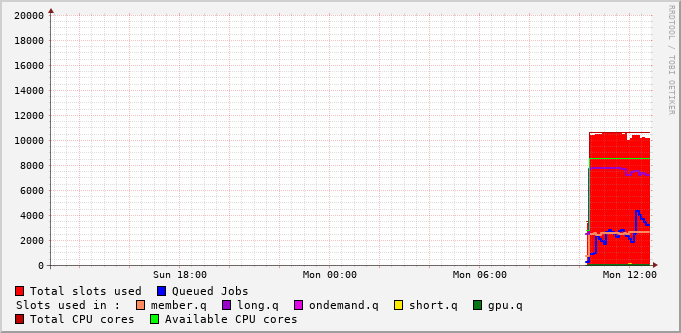 RRDTOOL / TOBI OETIKER
20000
18000
16000
14000
12000
10000
8000
6000
4000
2000
0
Sun 18:00 Mon 00:00 Mon 06:00 Mon 12:00
Total slots used Queued Jobs
Slots used in : member.q long.q ondemand.q short.q gpu.q
Total CPU cores Available CPU cores